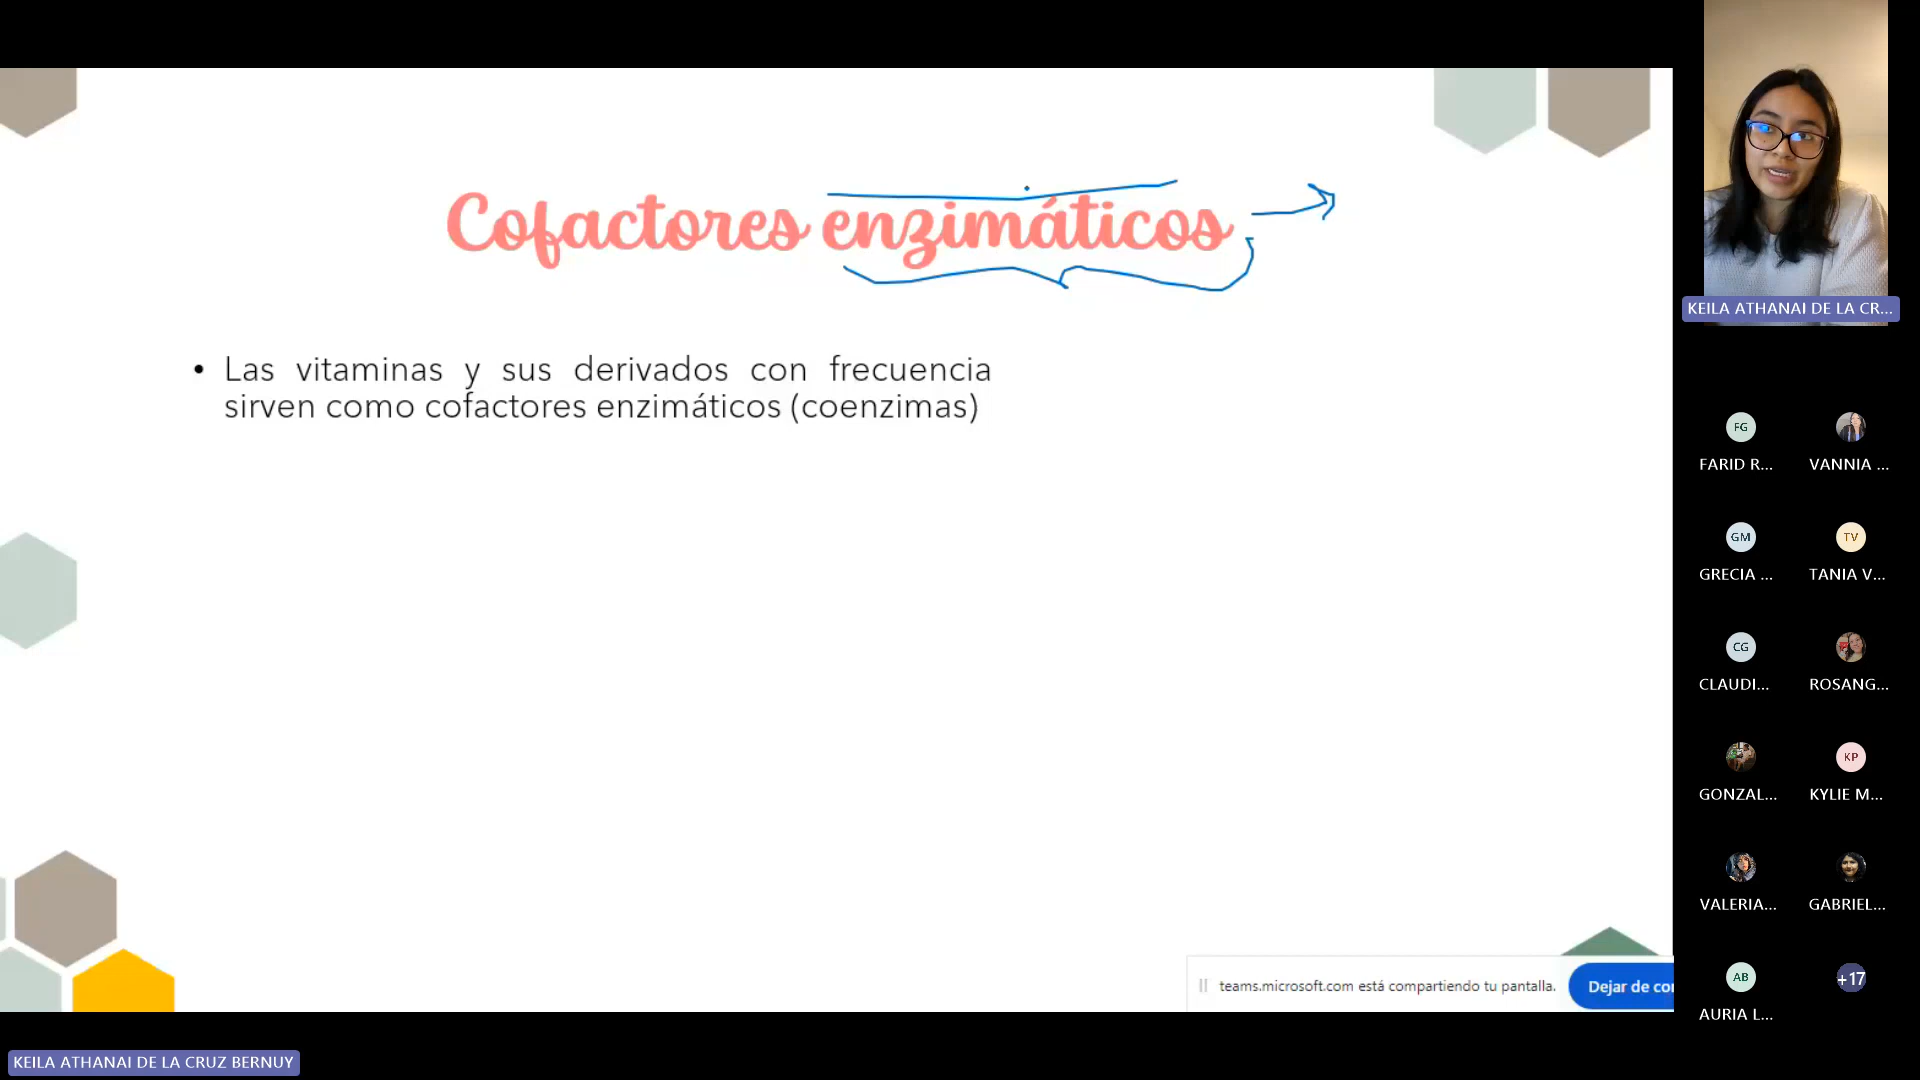 Cofactores enzimáticos
• Las vitaminas y sus derivados con frecuencia
sirven como cofactores enzimáticos (coenzimas)
teams.microsoft.com está compartiendo tu pantalla.
Dejar de co
KEILA ATHANAI DE LA CRUZ BERNUY
KEILA ATHANAI DE LA CR...
FG
FARID R...
VANNIA ...
GM
GRECIA ...
TV
TANIA V...
CG
CLAUDI...
ROSANG...
GONZAL...
KP
KYLIE M...
VALERIA...
GABRIEL...
AB
AURIA L...
+17